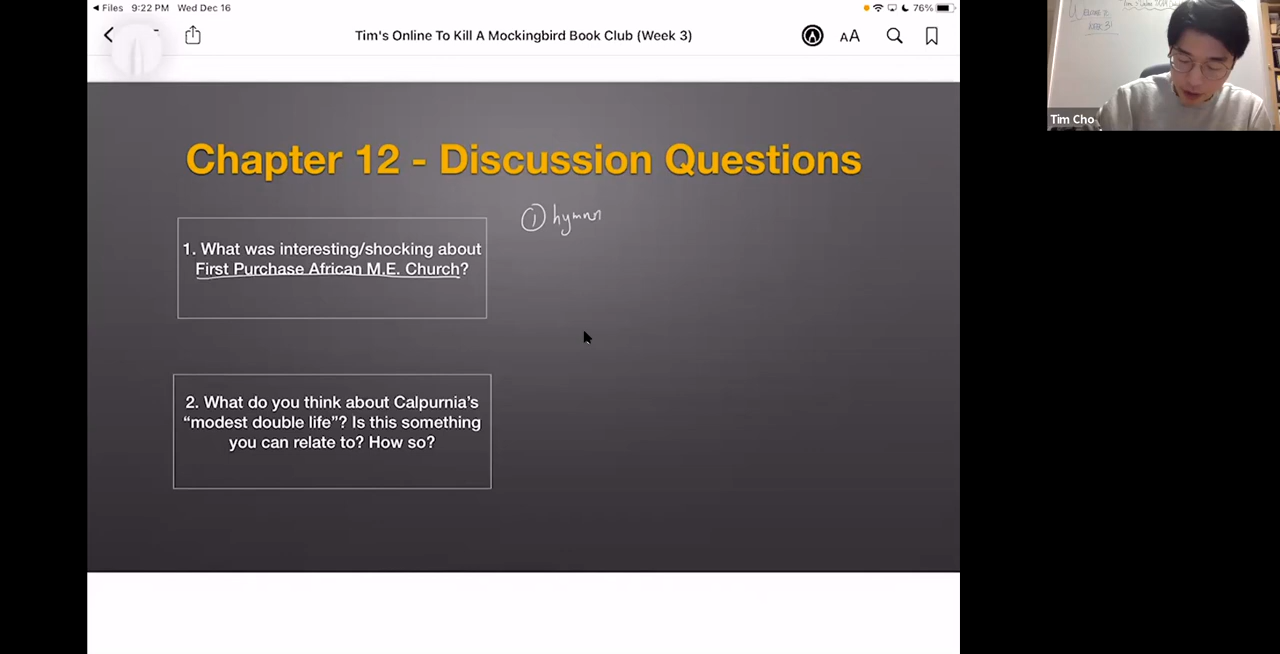 Files 9:22 PM Wed Dec 16
76%
Tim's Online To Kill A Mockingbird Book Club (Week 3)
AA
Chapter 12 - Discussion Questions
① hymnn
1. What was interesting/shocking about
First Purchase African M.E. Church?
2. What do you think about Calpurnia's
“modest double life”? Is this something
you can relate to? How so?
Tim Cho